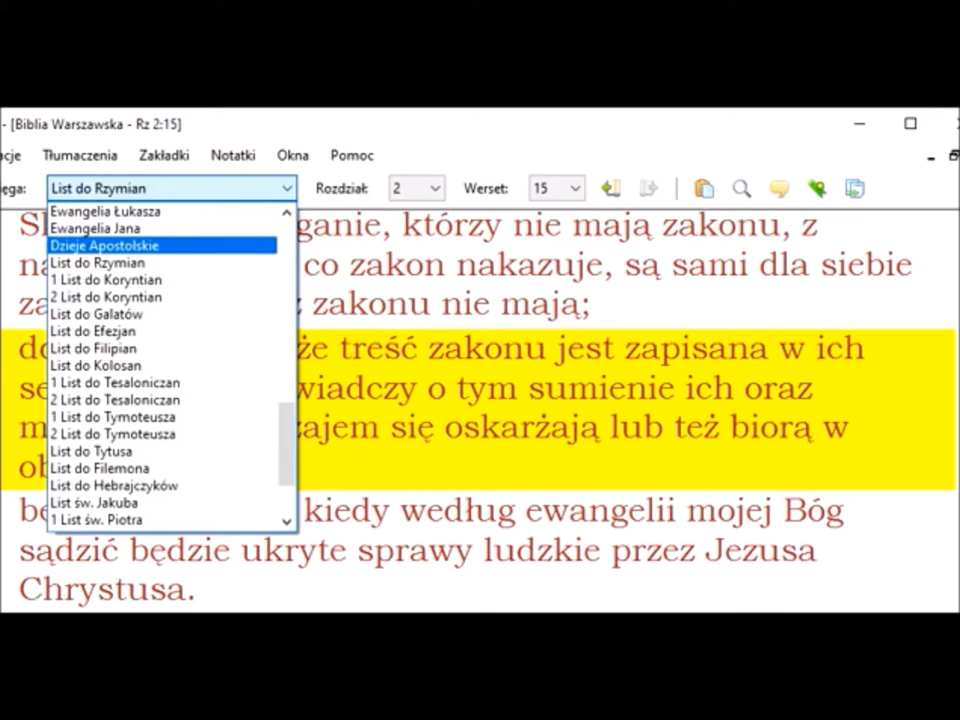 - [Biblia Warszawska - Rz 2:15]
Tłumaczenia Zakładki Notatki Okna Pomoc
List do Rzymian Rozdział: 2 Werset: 15
Ewangelia Łukasza
Ewangelia Jana
Dzieje Apostolskie
List do Rzymian
1 List do Koryntian
2 List do Koryntian
List do Galatów
List do Efezjan
List do Filipian
List do Kolosan
1 List do Tesaloniczan
2 List do Tesaloniczan
1 List do Tymoteusza
2 List do Tymoteusza
List do Tytusa
List do Filemona
List do Hebrajczyków
List św. Jakuba
1 List św. Piotra
którzy nie mają zakonu, z
co zakon nakazuje, są sami dla siebie
zakonu nie mają;
że treść zakonu jest zapisana w ich
o tym sumienie ich oraz
się oskarżają lub też biorą w
kiedy według ewangelii mojej Bóg
sądzić będzie ukryte sprawy ludzkie przez Jezusa
Chrystusa.